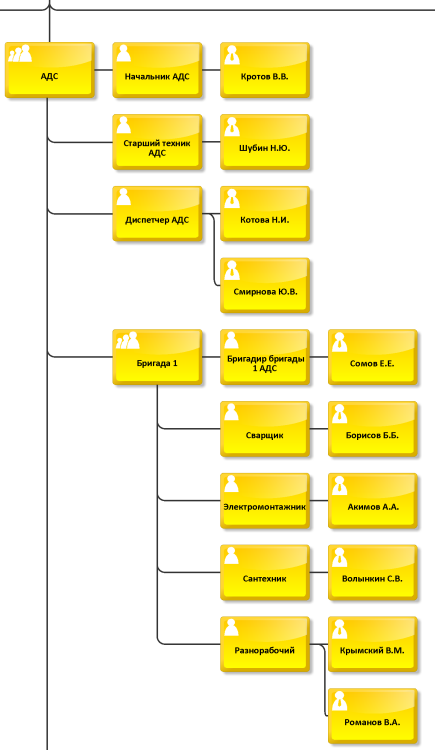 АДС
Начальник АДС
Кротов В.В.
Старший техник
АДС
Шубин Н.Ю.
Диспетчер АДС
Котова Н.И.
Смирнова Ю.В.
Бригада 1
Бригадир бригады
1 АДС
Сомов Е.Е.
Сварщик
Борисов Б.Б.
Электромонтажник
Акимов А.А.
Сантехник
Волынкин С.В.
Разнорабочий
Крымский В.М.
Романов В.А.